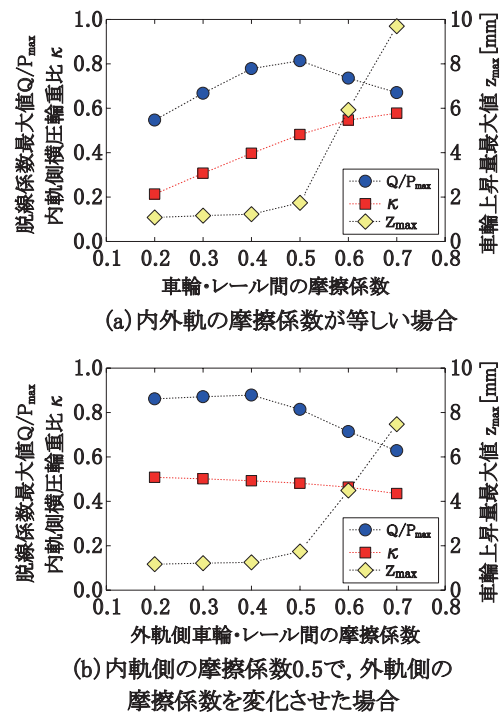 脱線係数最大値Q/Pmax
内軌側横圧輪重比 κ
1.0
0.8
0.6
0.4
0.2
0.0
10
8
6
4
2
0
車輪上昇量最大値 zmax[mm]
Q/Pmax
κ
Zmax
0.1 0.2 0.3 0.4 0.5 0.6 0.7 0.8
車輪・レール間の摩擦係数
(a)内外軌の摩擦係数が等しい場合
脱線係数最大値Q/Pmax
内軌側横圧輪重比 κ
1.0
0.8
0.6
0.4
0.2
0.0
10
8
6
4
2
0
車輪上昇量最大値 zmax[mm]
Q/Pmax
κ
Zmax
0.1 0.2 0.3 0.4 0.5 0.6 0.7 0.8
外軌側車輪・レール間の摩擦係数
(b)内軌側の摩擦係数0.5で, 外軌側の
摩擦係数を変化させた場合